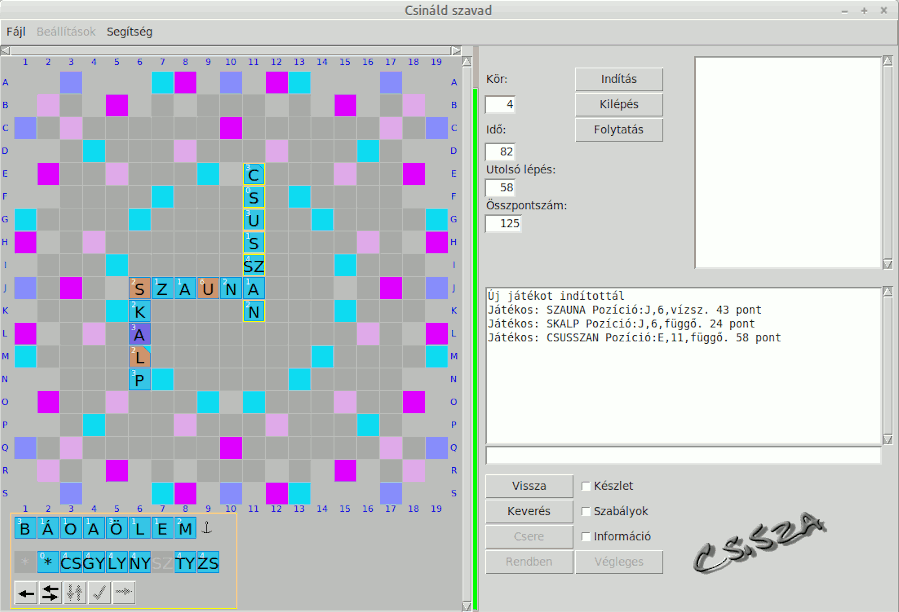 Csináld szavad
Fájl Beállítások Segítség
1 2 3 4 5 6 7 8 9 10 11 12 13 14 15 16 17 18 19
A A
B B
C C
D D
E C E
F S F
G U G
H S H
I SZ I
J S Z A U N A J
K K N K
L A L
M L M
N P N
O O
P P
Q Q
R R
S S
1 2 3 4 5 6 7 8 9 10 11 12 13 14 15 16 17 18 19
B Á O A Ö L E M
* * CS GY LY NY SZ TY ZS
Kör:
4
Idő:
82
Utolsó lépés:
58
Összpontszám:
125
Indítás
Kilépés
Folytatás
Új játékot indítottál
Játékos: SZAUNA Pozíció:J,6,vízsz. 43 pont
Játékos: SKALP Pozíció:J,6,függő. 24 pont
Játékos: CSUSSZAN Pozíció:E,11,függő. 58 pont
Vissza Készlet
Keverés Szabályok
Csere Információ
Rendben Végleges
CSÍSZA